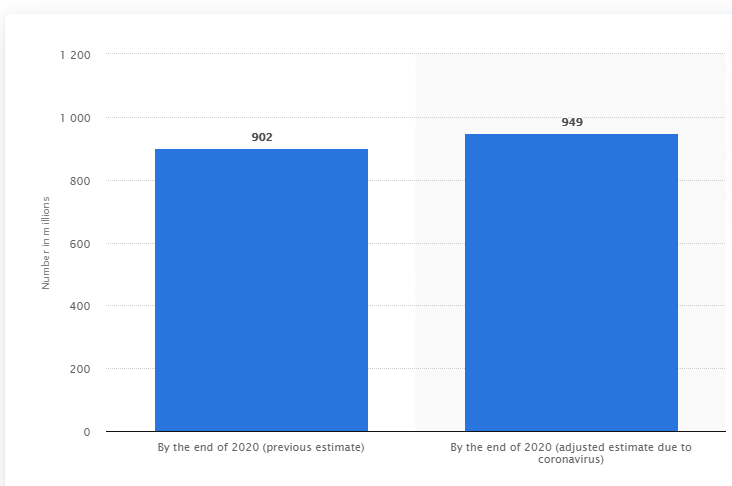 1 200
1 000
800
600
400
200
0
Number in millions
902
949
By the end of 2020 (previous estimate)
By the end of 2020 (adjusted estimate due to
coronavirus)